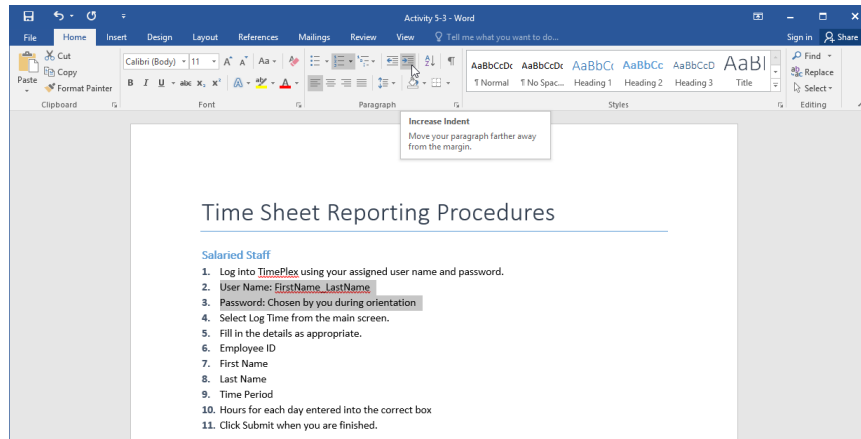 Activity 5-3 - Word
File Home Insert Design Layout References Mailings Review View Tell me what you want to do... Sign in Share
Cut
Copy
Paste
Format Painter
Calibri (Body) 11 A A Aa
B I U abc x₂ x² A aby A
Find
Replace
Select
AaBbCcDc AaBbCcDc AaBbCc AaBbCc AaBbCcD AaBl
¶ Normal ¶ No Spac... Heading 1 Heading 2 Heading 3 Title
Clipboard Font Paragraph Styles Editing
Increase Indent
Move your paragraph farther away
from the margin.
Time Sheet Reporting Procedures
Salaried Staff
1. Log into TimePlex using your assigned user name and password.
2. User Name: FirstName_LastName
3. Password: Chosen by you during orientation
4. Select Log Time from the main screen.
5. Fill in the details as appropriate.
6. Employee ID
7. First Name
8. Last Name
9. Time Period
10. Hours for each day entered into the correct box
11. Click Submit when you are finished.